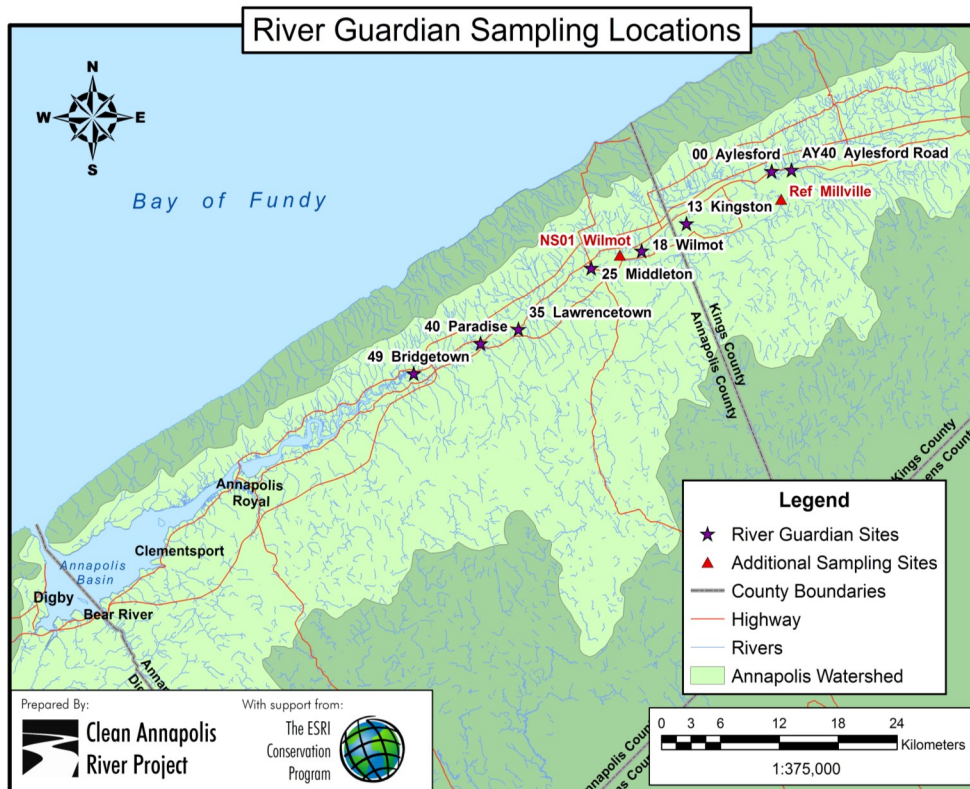 River Guardian Sampling Locations
N
W
E
S
Bay of Fundy
00 Aylesford
AY40 Aylesford Road
Ref Millville
13 Kingston
NS01 Wilmot
18 Wilmot
25 Middleton
35 Lawrencetown
40 Paradise
49 Bridgetown
Kings County
Annapolis County
Kings County
ens County
Annapolis
Royal
Clementsport
Annapolis
Basin
Digby
Bear River
Legend
River Guardian Sites
Additional Sampling Sites
County Boundaries
Highway
Rivers
Annapolis Watershed
Prepared By:
Clean Annapolis
River Project
With support from:
The ESRI
Conservation
Program
0 3 6 12 18 24
Kilometers
1:375,000